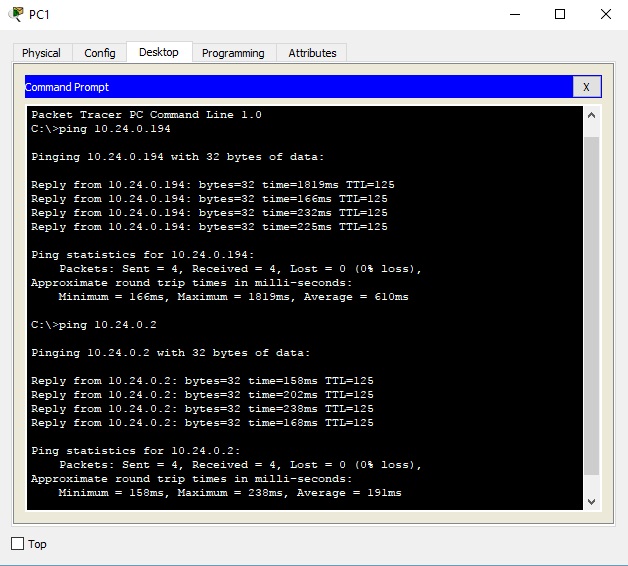 PC1
Physical Config Desktop Programming Attributes
Command Prompt X
Packet Tracer PC Command Line 1.0
C:\>ping 10.24.0.194
Pinging 10.24.0.194 with 32 bytes of data:
Reply from 10.24.0.194: bytes=32 time=1819ms TTL=125
Reply from 10.24.0.194: bytes=32 time=166ms TTL=125
Reply from 10.24.0.194: bytes=32 time=232ms TTL=125
Reply from 10.24.0.194: bytes=32 time=225ms TTL=125
Ping statistics for 10.24.0.194:
Packets: Sent = 4, Received = 4, Lost = 0 (0% loss),
Approximate round trip times in milli-seconds:
Minimum = 166ms, Maximum = 1819ms, Average = 610ms
C:\>ping 10.24.0.2
Pinging 10.24.0.2 with 32 bytes of data:
Reply from 10.24.0.2: bytes=32 time=158ms TTL=125
Reply from 10.24.0.2: bytes=32 time=202ms TTL=125
Reply from 10.24.0.2: bytes=32 time=238ms TTL=125
Reply from 10.24.0.2: bytes=32 time=168ms TTL=125
Ping statistics for 10.24.0.2:
Packets: Sent = 4, Received = 4, Lost = 0 (0% loss),
Approximate round trip times in milli-seconds:
Minimum = 158ms, Maximum = 238ms, Average = 191ms
Top